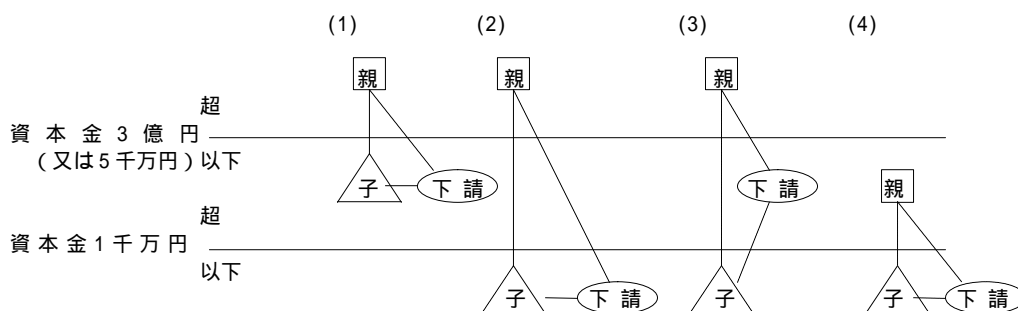 (1) (2) (3) (4)
親 親 親
超
資本金3億円
(又は5千万円)以下
子 下請 下請 親
超
資本金1千万円
以下
子 下請 子 子 下請